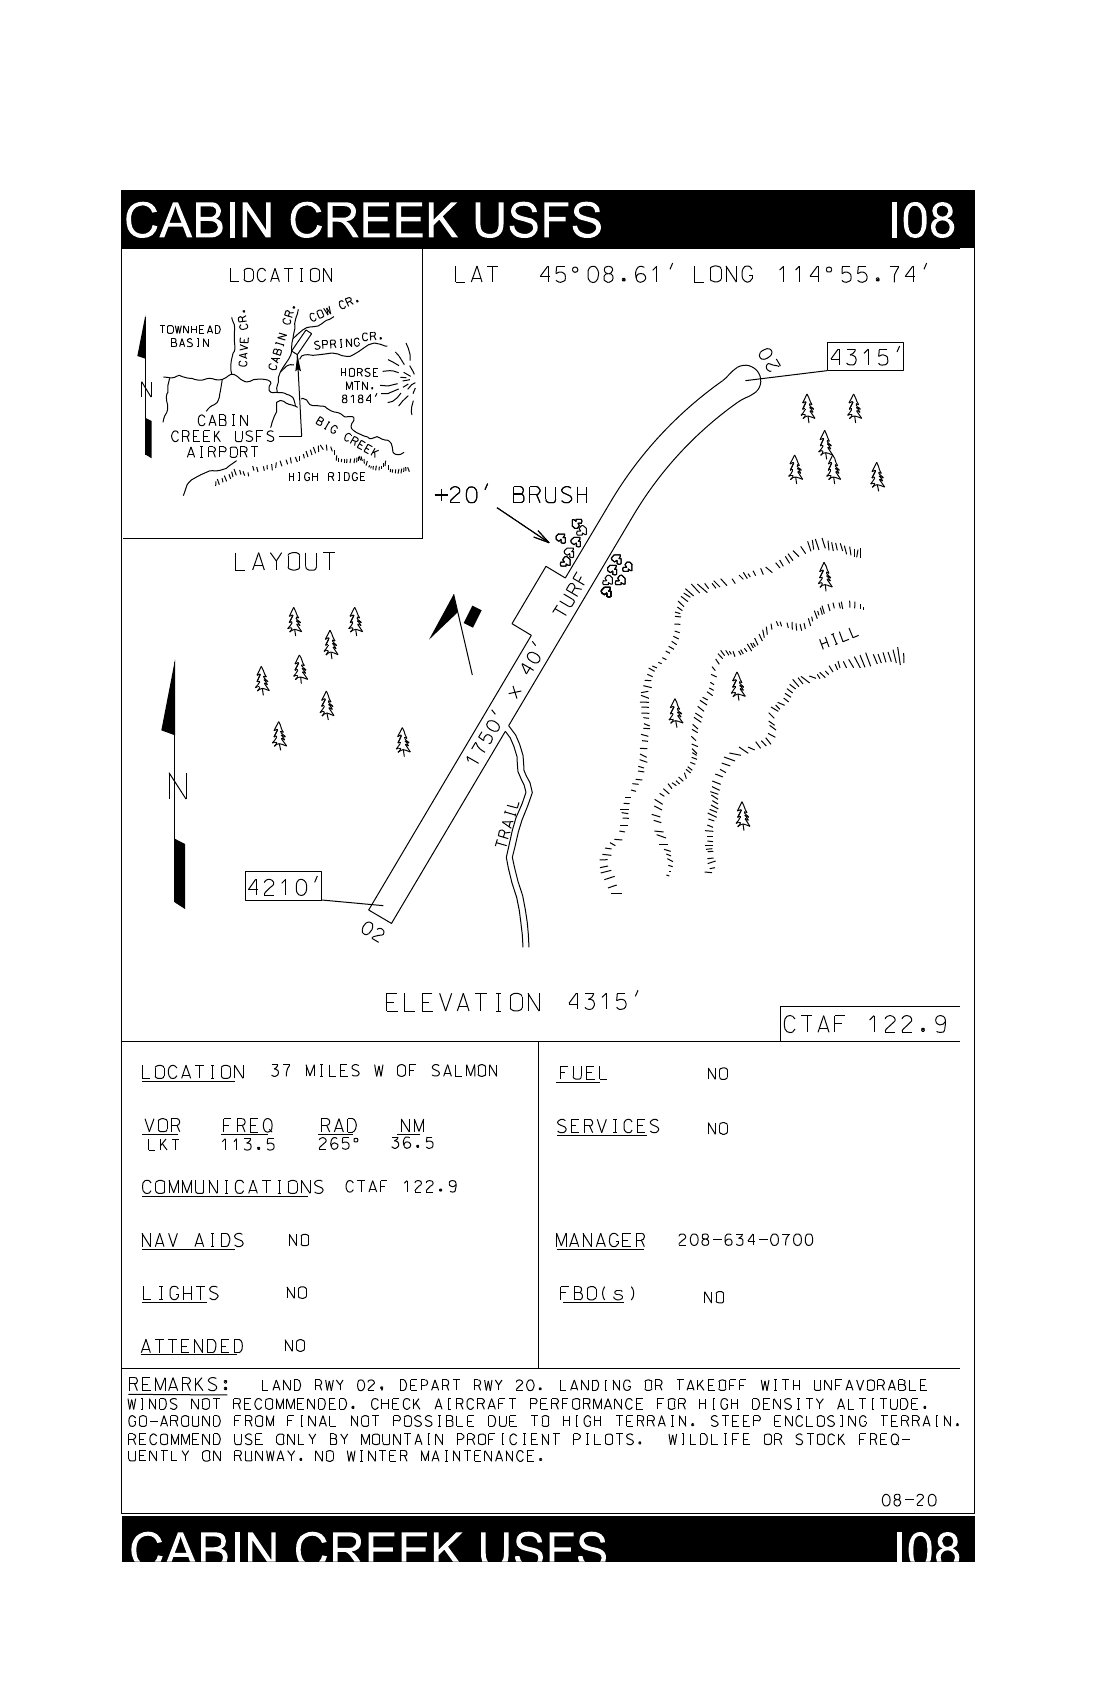 CABIN CREEK USFS I08
LOCATION
LAT 45°08.61' LONG 114°55.74'
COW CR.
TOWNHEAD
BASIN
CAVE CR.
CABIN CR.
SPRING CR.
HORSE
MTN.
8184'
N
CABIN
CREEK USFS
AIRPORT
BIG CREEK
HIGH RIDGE
20
4315'
+20' BRUSH
LAYOUT
TURF
HILL
1750' x 40'
N
TRAIL
4210'
02
ELEVATION 4315'
CTAF 122.9
LOCATION 37 MILES W OF SALMON
VOR FREQ RAD NM
LKT 113.5 265° 36.5
COMMUNICATIONS CTAF 122.9
NAV AIDS NO
LIGHTS NO
ATTENDED NO
FUEL NO
SERVICES NO
MANAGER 208-634-0700
FBO(s) NO
REMARKS: LAND RWY 02, DEPART RWY 20. LANDING OR TAKEOFF WITH UNFAVORABLE
WINDS NOT RECOMMENDED. CHECK AIRCRAFT PERFORMANCE FOR HIGH DENSITY ALTITUDE.
GO-AROUND FROM FINAL NOT POSSIBLE DUE TO HIGH TERRAIN. STEEP ENCLOSING TERRAIN.
RECOMMEND USE ONLY BY MOUNTAIN PROFICIENT PILOTS. WILDLIFE OR STOCK FREQ-
UENTLY ON RUNWAY. NO WINTER MAINTENANCE.
08-20
CABIN CREEK USFS I08